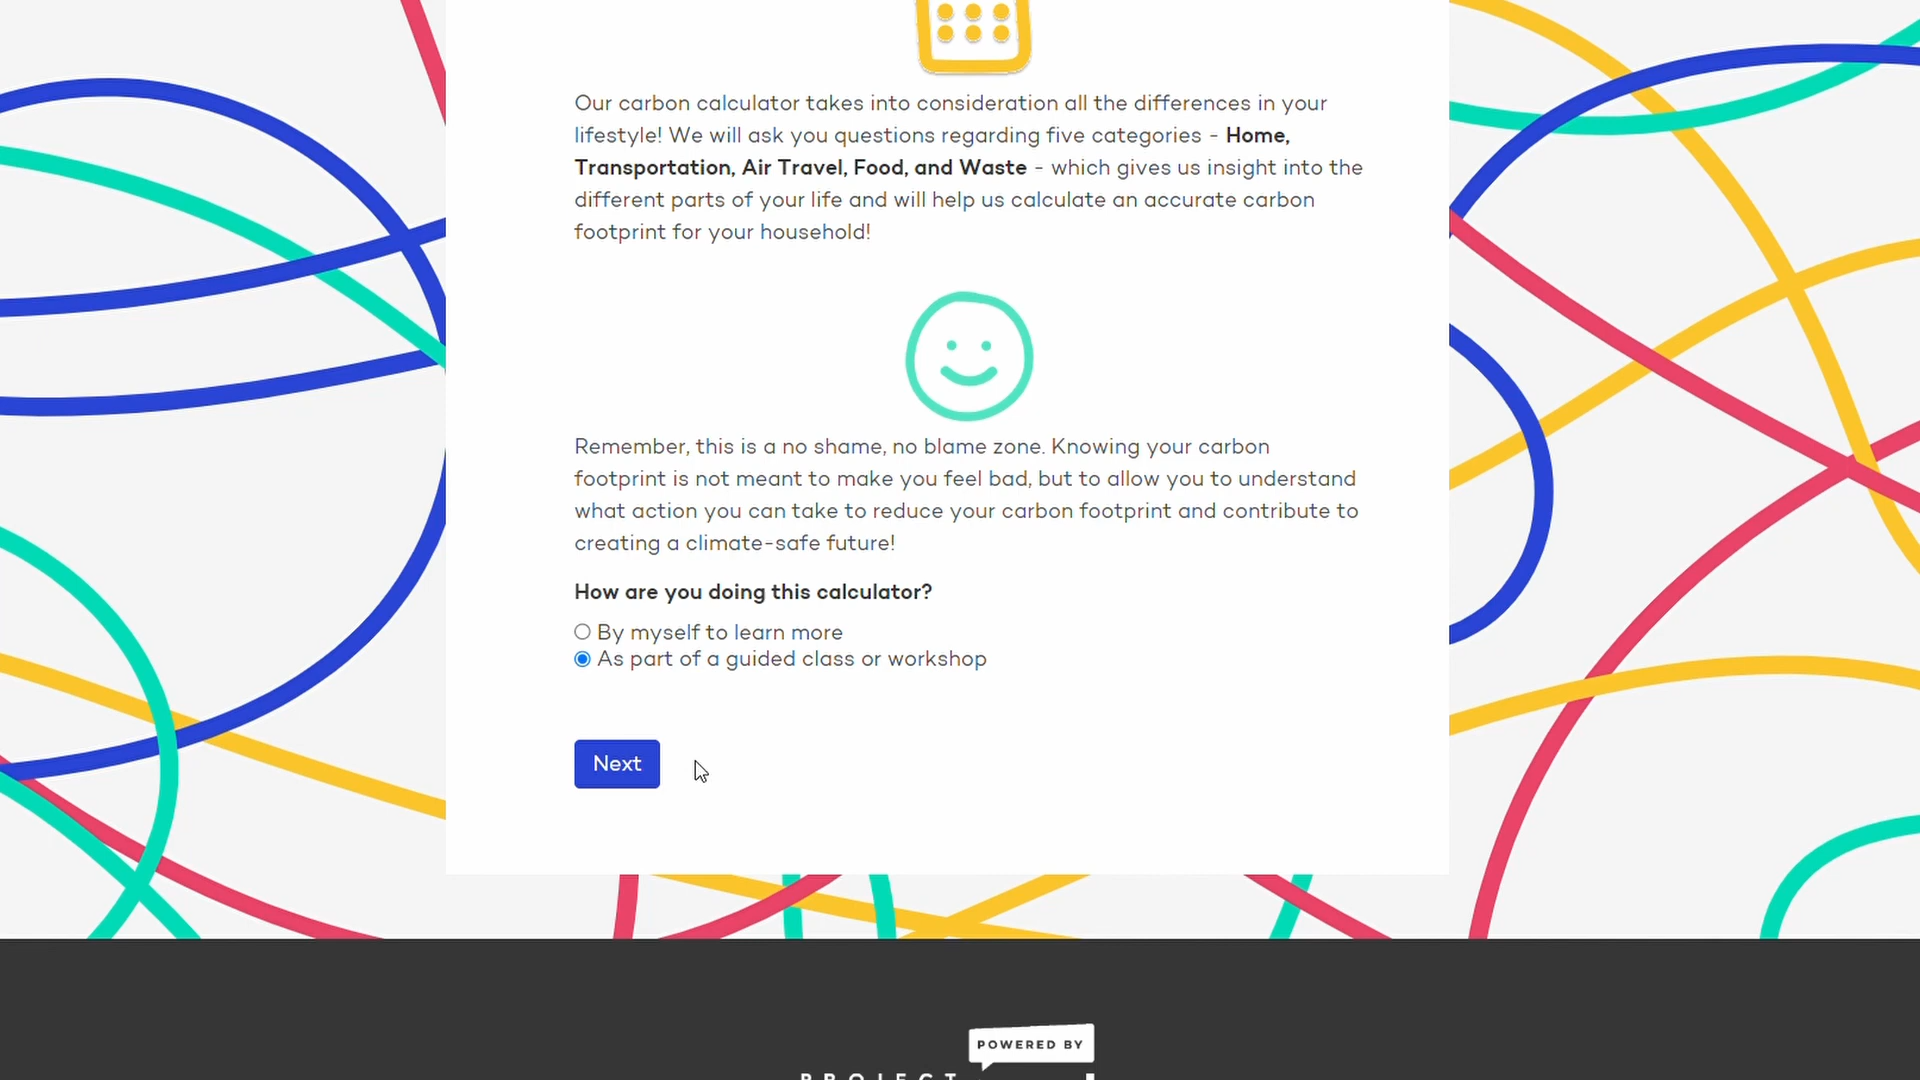 Our carbon calculator takes into consideration all the differences in your
lifestyle! We will ask you questions regarding five categories - Home,
Transportation, Air Travel, Food, and Waste - which gives us insight into the
different parts of your life and will help us calculate an accurate carbon
footprint for your household!
Remember, this is a no shame, no blame zone. Knowing your carbon
footprint is not meant to make you feel bad, but to allow you to understand
what action you can take to reduce your carbon footprint and contribute to
creating a climate-safe future!
How are you doing this calculator?
By myself to learn more
As part of a guided class or workshop
Next
POWERED BY
PROJECT